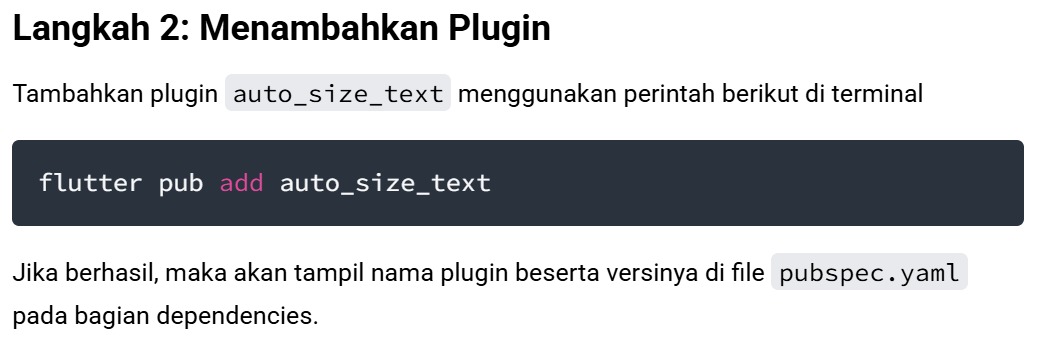 Langkah 2: Menambahkan Plugin
Tambahkan plugin auto_size_text menggunakan perintah berikut di terminal
flutter pub add auto_size_text
Jika berhasil, maka akan tampil nama plugin beserta versinya di file pubspec.yaml
pada bagian dependencies.